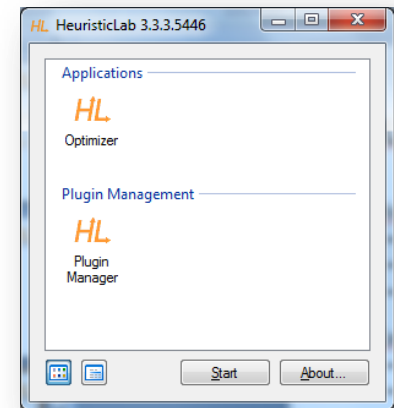 HL HeuristicLab 3.3.3.5446
Applications
HL
Optimizer
Plugin Management
HL
Plugin
Manager
Start
About...